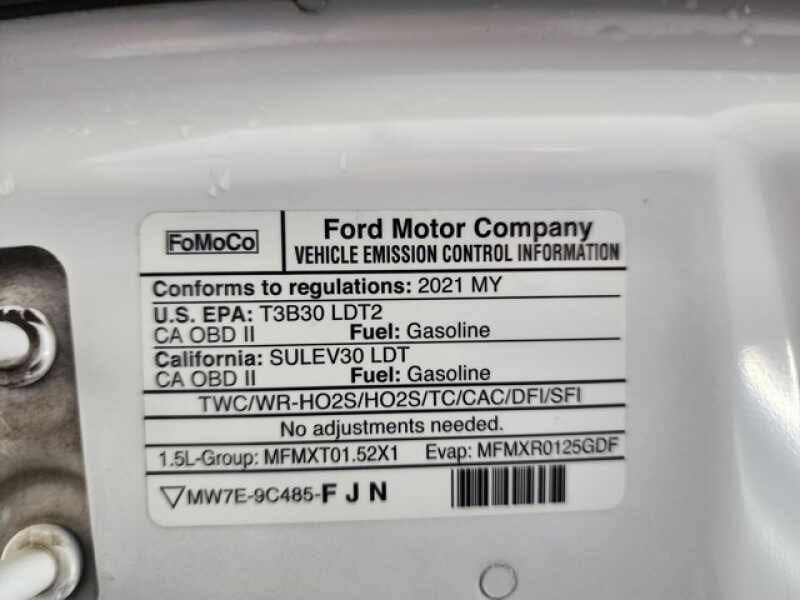 FoMoCo
Ford Motor Company
VEHICLE EMISSION CONTROL INFORMATION
Conforms to regulations: 2021 MY
U.S. EPA: T3B30 LDT2
CA OBD II Fuel: Gasoline
California: SULEV30 LDT
CA OBD II Fuel: Gasoline
TWC/WR-HO2S/HO2S/TC/CAC/DFI/SFI
No adjustments needed.
1.5L-Group: MFMXT01.52X1 Evap: MFMXR0125GDF
MW7E-9C485-F J N